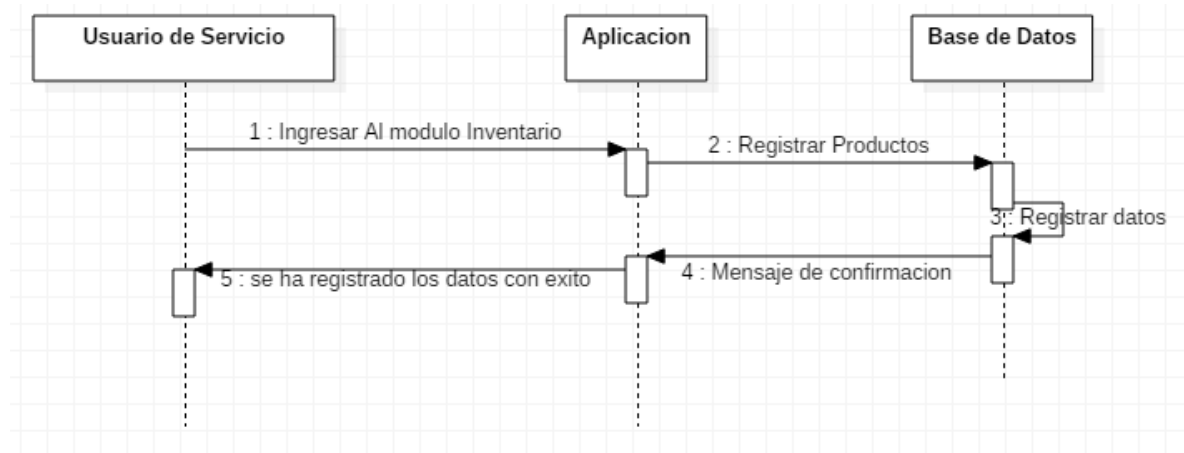 Usuario de Servicio
Aplicacion
Base de Datos
1 : Ingresar Al modulo Inventario
2 : Registrar Productos
3 : Registrar datos
4 : Mensaje de confirmacion
5 : se ha registrado los datos con exito